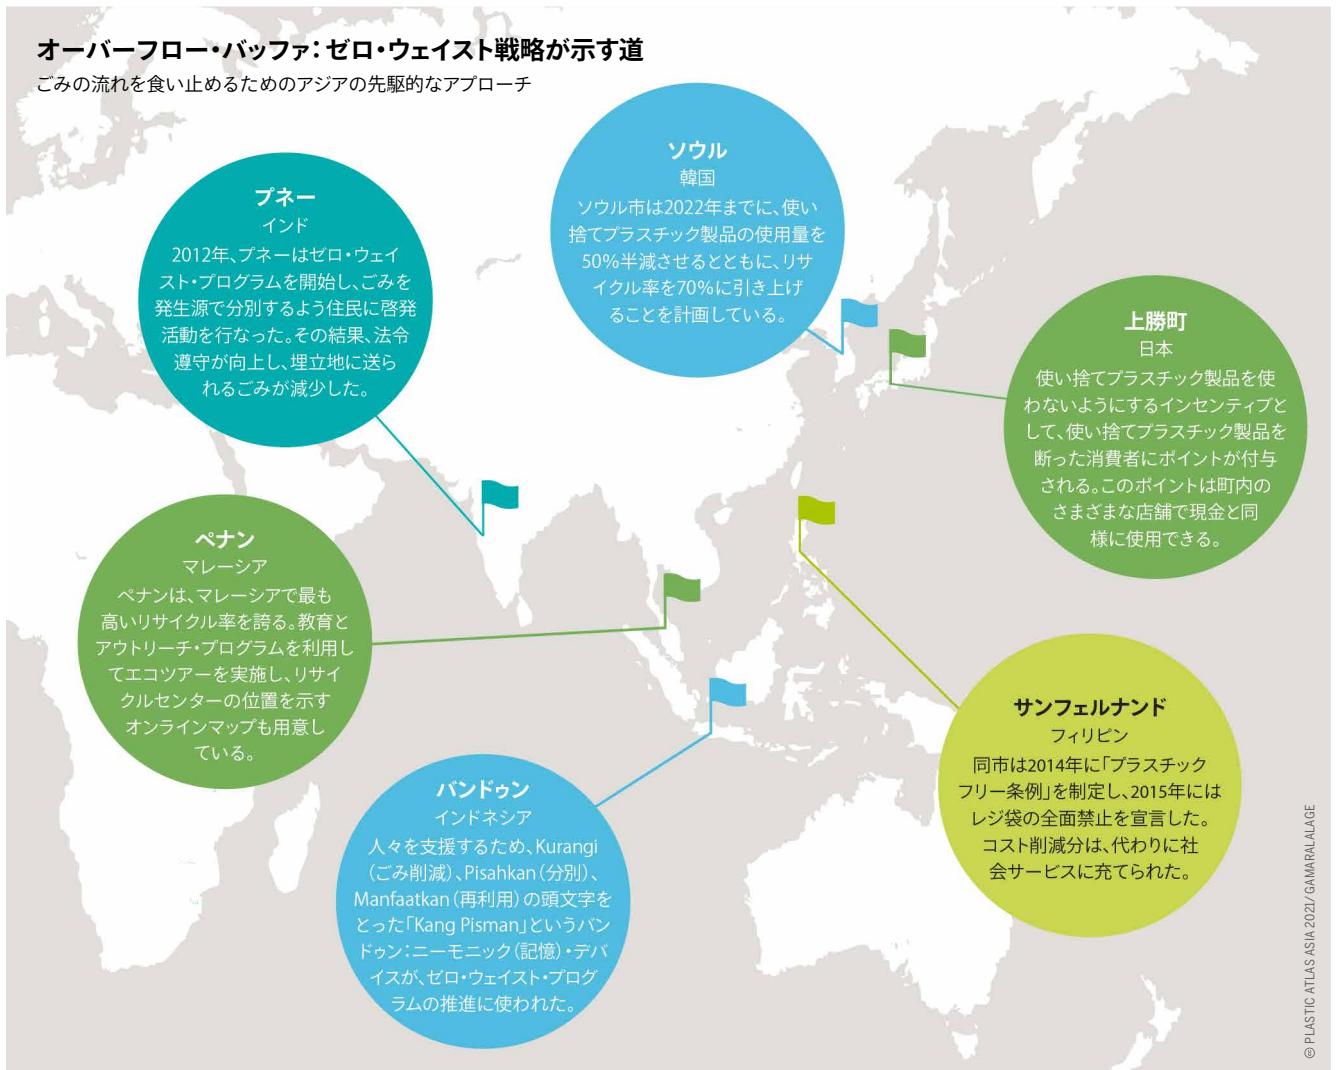 オーバーフロー・バッファ：ゼロ・ウェイスト戦略が示す道
ごみの流れを食い止めるためのアジアの先駆的なアプローチ
プネー
インド
2012年、プネーはゼロ・ウェイ
スト・プログラムを開始し、ごみを
発生源で分別するよう住民に啓発
活動を行なった。その結果、法令
遵守が向上し、埋立地に送ら
れるごみが減少した。
ソウル
韓国
ソウル市は2022年までに、使い
捨てプラスチック製品の使用量を
50％半減させるとともに、リサ
イクル率を70％に引き上げ
ることを計画している。
上勝町
日本
使い捨てプラスチック製品を使
わないようにするインセンティブと
して、使い捨てプラスチック製品を
断った消費者にポイントが付与
される。このポイントは町内の
さまざまな店舗で現金と同
様に使用できる。
ペナン
マレーシア
ペナンは、マレーシアで最も
高いリサイクル率を誇る。教育と
アウトリーチ・プログラムを利用し
てエコツアーを実施し、リサイ
クルセンターの位置を示す
オンラインマップも用意し
ている。
バンドゥン
インドネシア
人々を支援するため、Kurangi
（ごみ削減）、Pisahkan（分別）、
Manfaatkan（再利用）の頭文字を
とった「Kang Pisman」というバン
ドゥン：ニーモニック（記憶）・デバ
イスが、ゼロ・ウェイスト・プログ
ラムの推進に使われた。
サンフェルナンド
フィリピン
同市は2014年に「プラスチック
フリー条例」を制定し、2015年には
レジ袋の全面禁止を宣言した。
コスト削減分は、代わりに社
会サービスに充てられた。
🅭 PLASTIC ATLAS ASIA 2021/ GAMARALALAGE